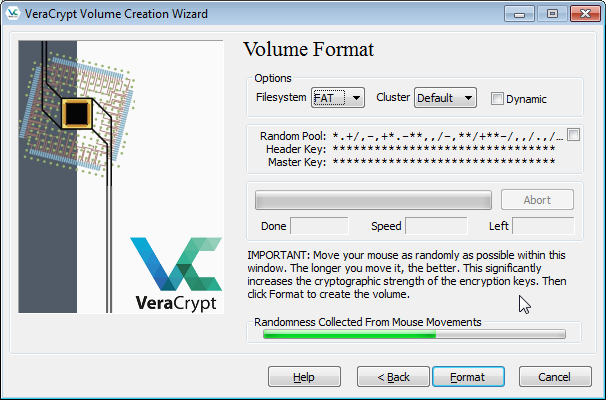 VeraCrypt Volume Creation Wizard
Volume Format
Options
Filesystem FAT Cluster Default Dynamic
Random Pool: *.+/,-,+*.-**,,/-,**/+**-/,,/.,/...
Header Key: ********************************
Master Key: ********************************
Abort
Done Speed Left
IMPORTANT: Move your mouse as randomly as possible within this
window. The longer you move it, the better. This significantly
increases the cryptographic strength of the encryption keys. Then
click Format to create the volume.
VeraCrypt
Randomness Collected From Mouse Movements
Help < Back Format Cancel